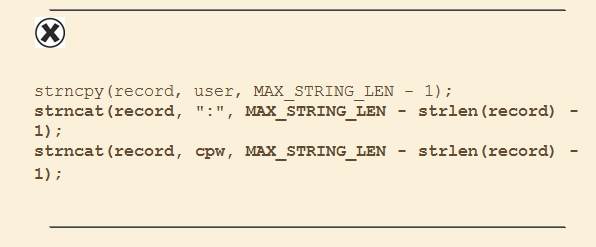 strncpy(record, user, MAX_STRING_LEN - 1);
strncat(record, ":", MAX_STRING_LEN - strlen(record) -
1);
strncat(record, cpw, MAX_STRING_LEN - strlen(record) -
1);